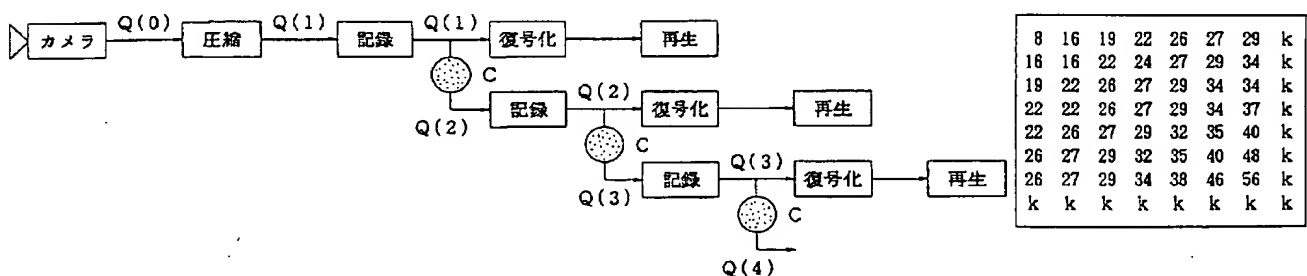 カメラ Q(0) 圧縮 Q(1) 記録 Q(1) 復号化 再生
C
Q(2) 記録 Q(2) 復号化 再生
C
Q(3) 記録 Q(3) 復号化 再生
C
Q(4)
8 16 19 22 26 27 29 k
16 16 22 24 27 29 34 k
19 22 26 27 29 34 34 k
22 22 26 27 29 34 37 k
22 26 27 29 32 35 40 k
26 27 29 32 35 40 48 k
26 27 29 34 38 46 56 k
k k k k k k k k